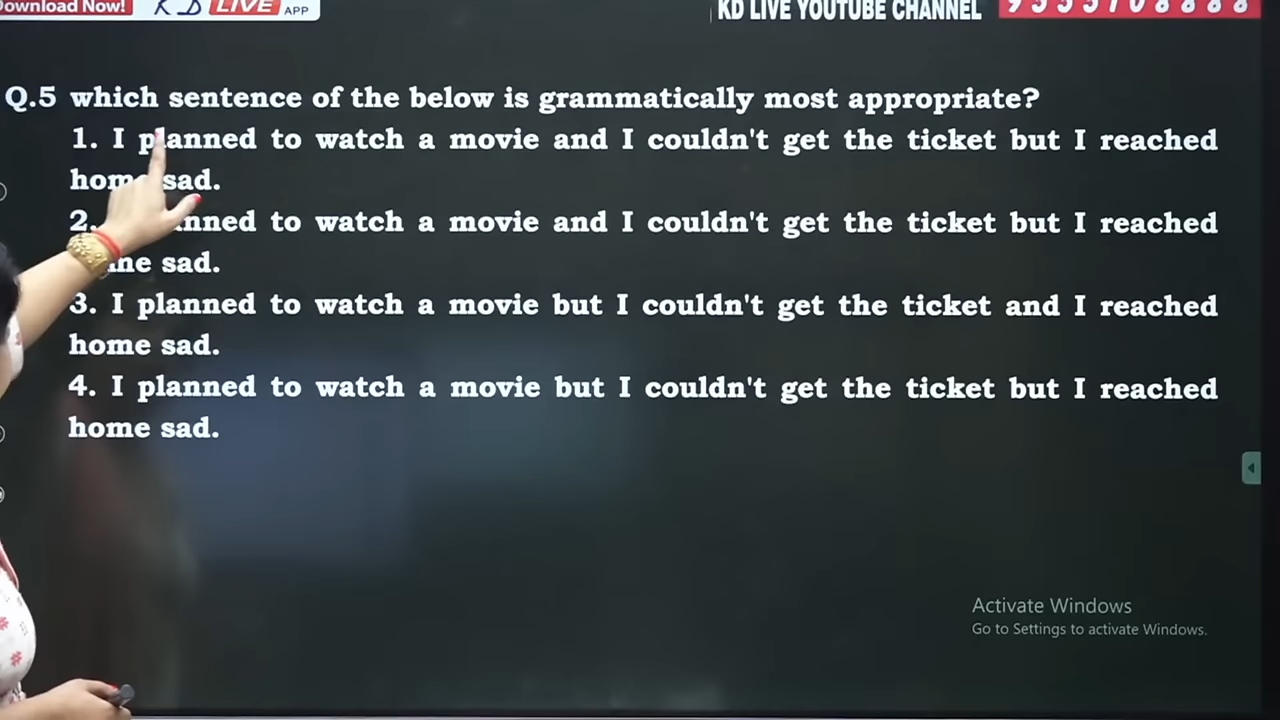 Download Now! KD LIVE APP
KD LIVE YOUTUBE CHANNEL 9555708888
Q.5 which sentence of the below is grammatically most appropriate?
1. I planned to watch a movie and I couldn't get the ticket but I reached
home sad.
2. to watch a movie and I couldn't get the ticket but I reached
sad.
3. I planned to watch a movie but I couldn't get the ticket and I reached
home sad.
4. I planned to watch a movie but I couldn't get the ticket but I reached
home sad.
Activate Windows
Go to Settings to activate Windows.